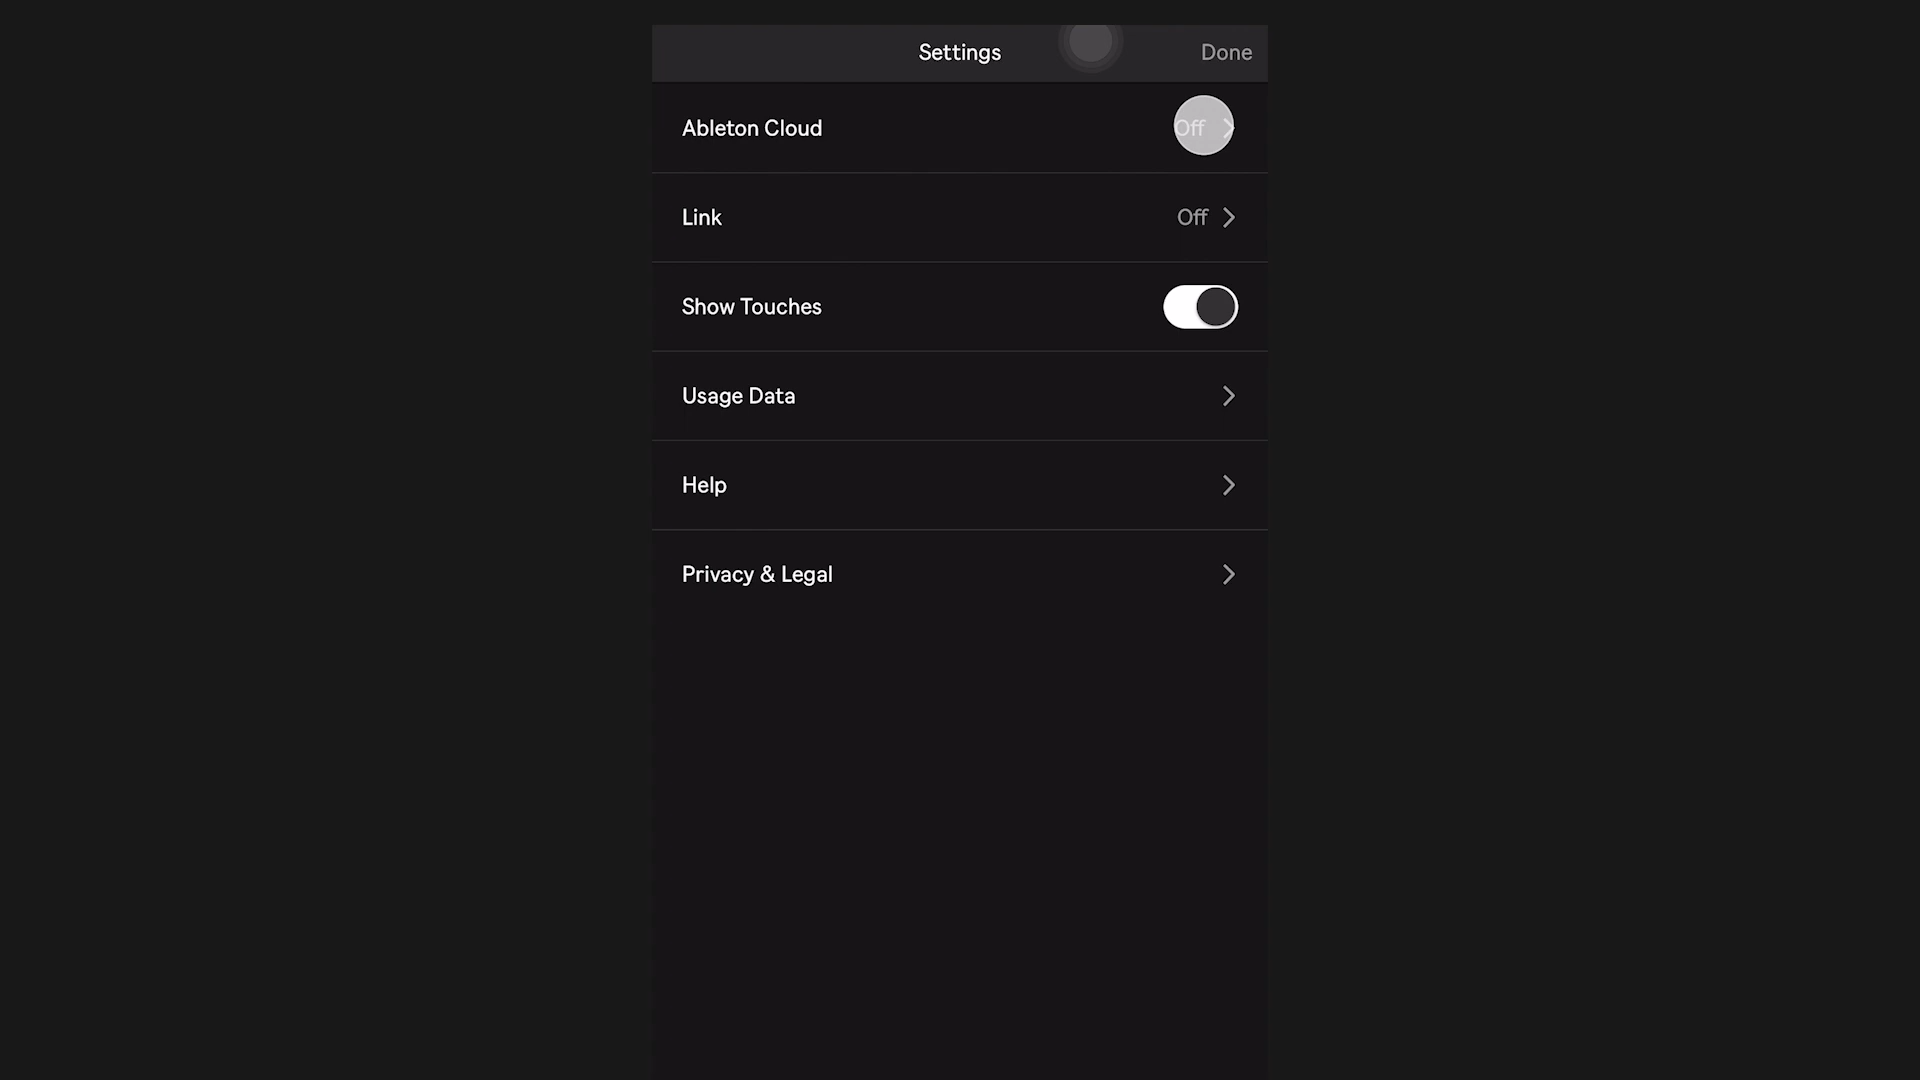 Settings
Done
Ableton Cloud
Off
Link
Off
Show Touches
Usage Data
Help
Privacy & Legal